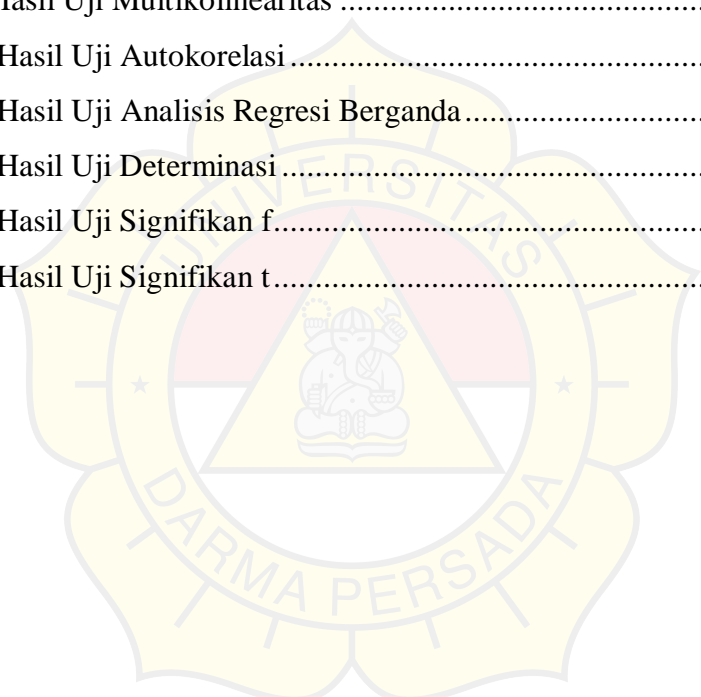 Hasil Uji Multikolinearitas ..........................................................
Hasil Uji Autokorelasi ..........................................................
Hasil Uji Analisis Regresi Berganda ..........................................
Hasil Uji Determinasi ..........................................................
Hasil Uji Signifikan f ..........................................................
Hasil Uji Signifikan t ..........................................................
UNIVERSITAS
DARMA PERSADA